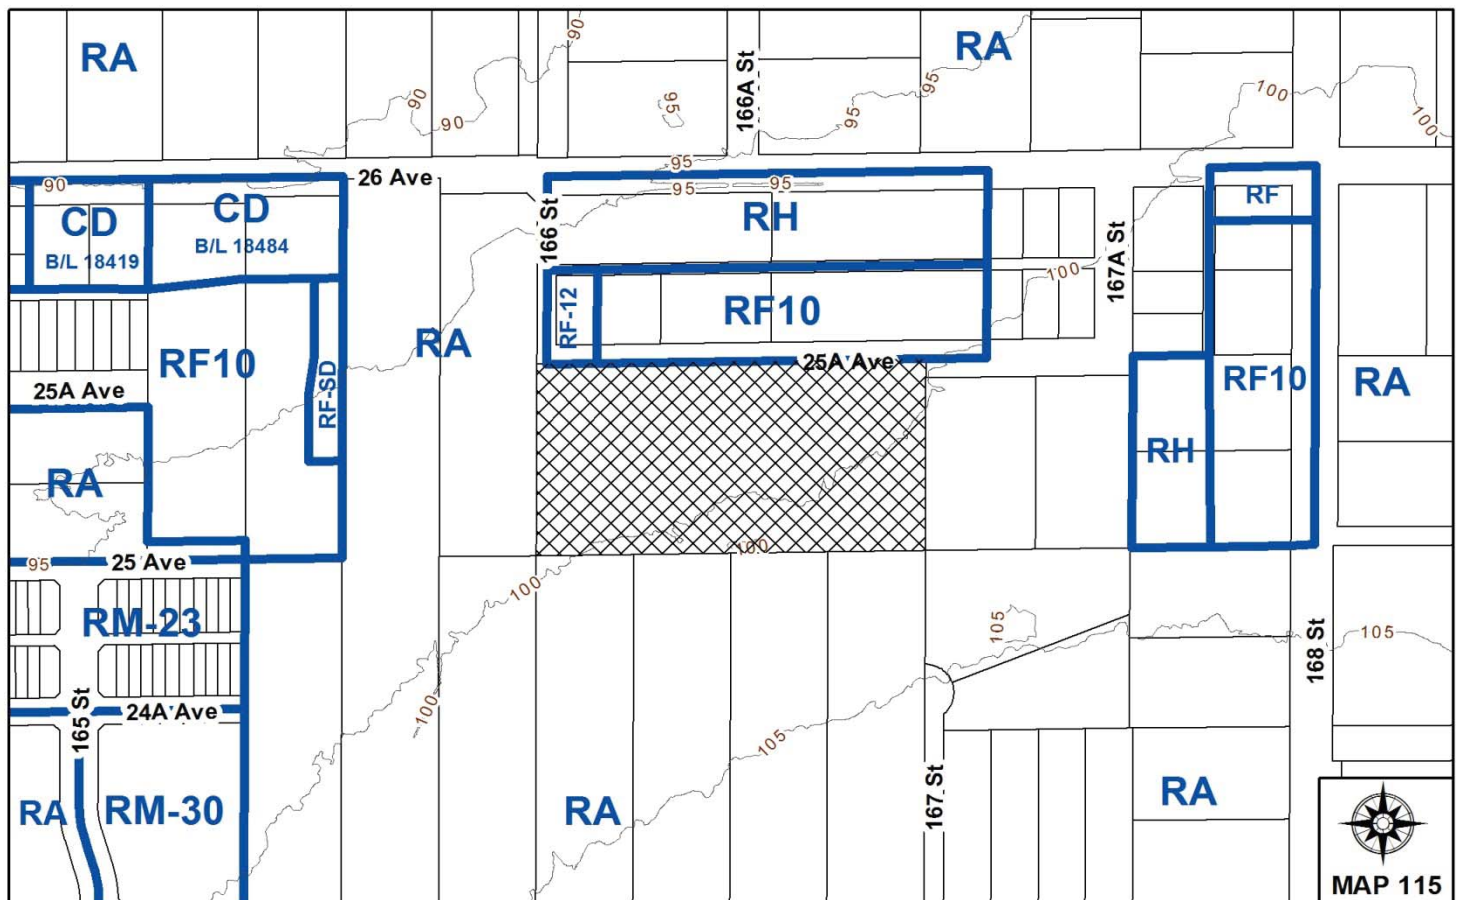 RA
RA
90
90
90
95
166A St
95
95
100
100
26 Ave
95
95
95
90
CD
B/L 18419
CD
B/L 18484
166 St
RH
167A St
RF
100
RF-12
RF10
RA
RF10
RF-SD
25A Ave
25A Ave
RF10
RA
RH
RA
95
25 Ave
100
100
RM-23
105
105
168 St
100
165 St
24A Ave
105
RA
RM-30
RA
167 St
RA
MAP 115